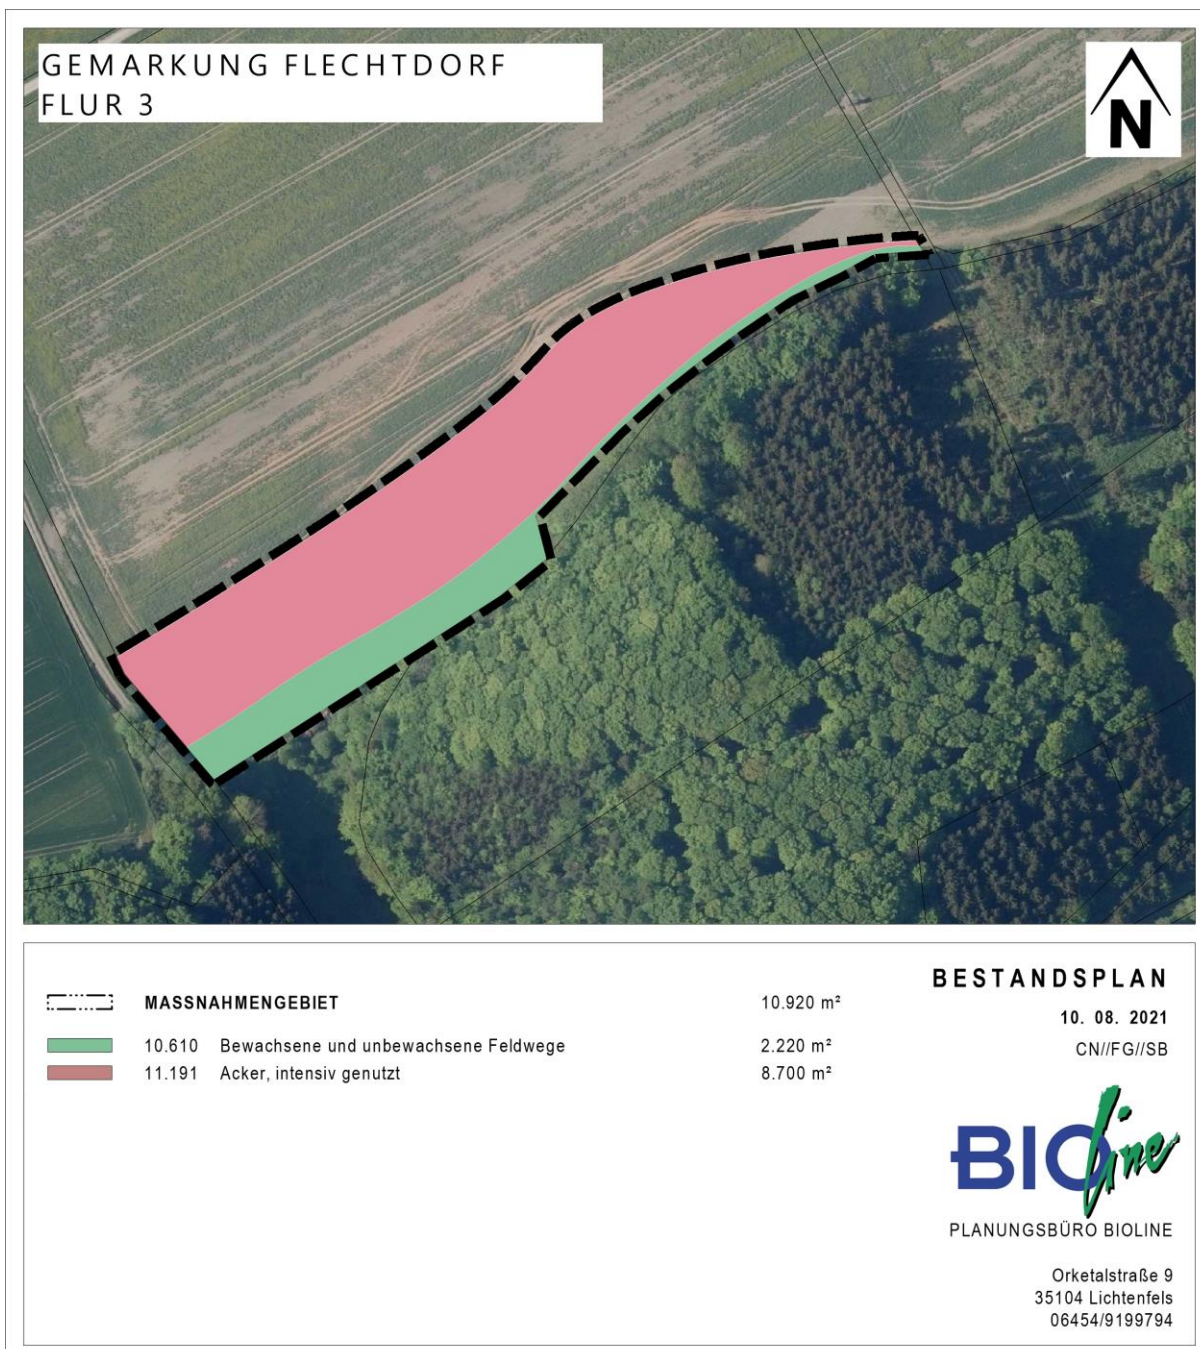 GEMARKUNG FLECHTDORF
FLUR 3
N
MASSNAHMENGEBIET 10.920 m²
10.610 Bewachsene und unbewachsene Feldwege 2.220 m²
11.191 Acker, intensiv genutzt 8.700 m²
BESTANDSPLAN
10. 08. 2021
CN//FG//SB
BIOline
PLANUNGSBÜRO BIOLINE
Orketalstraße 9
35104 Lichtenfels
06454/9199794